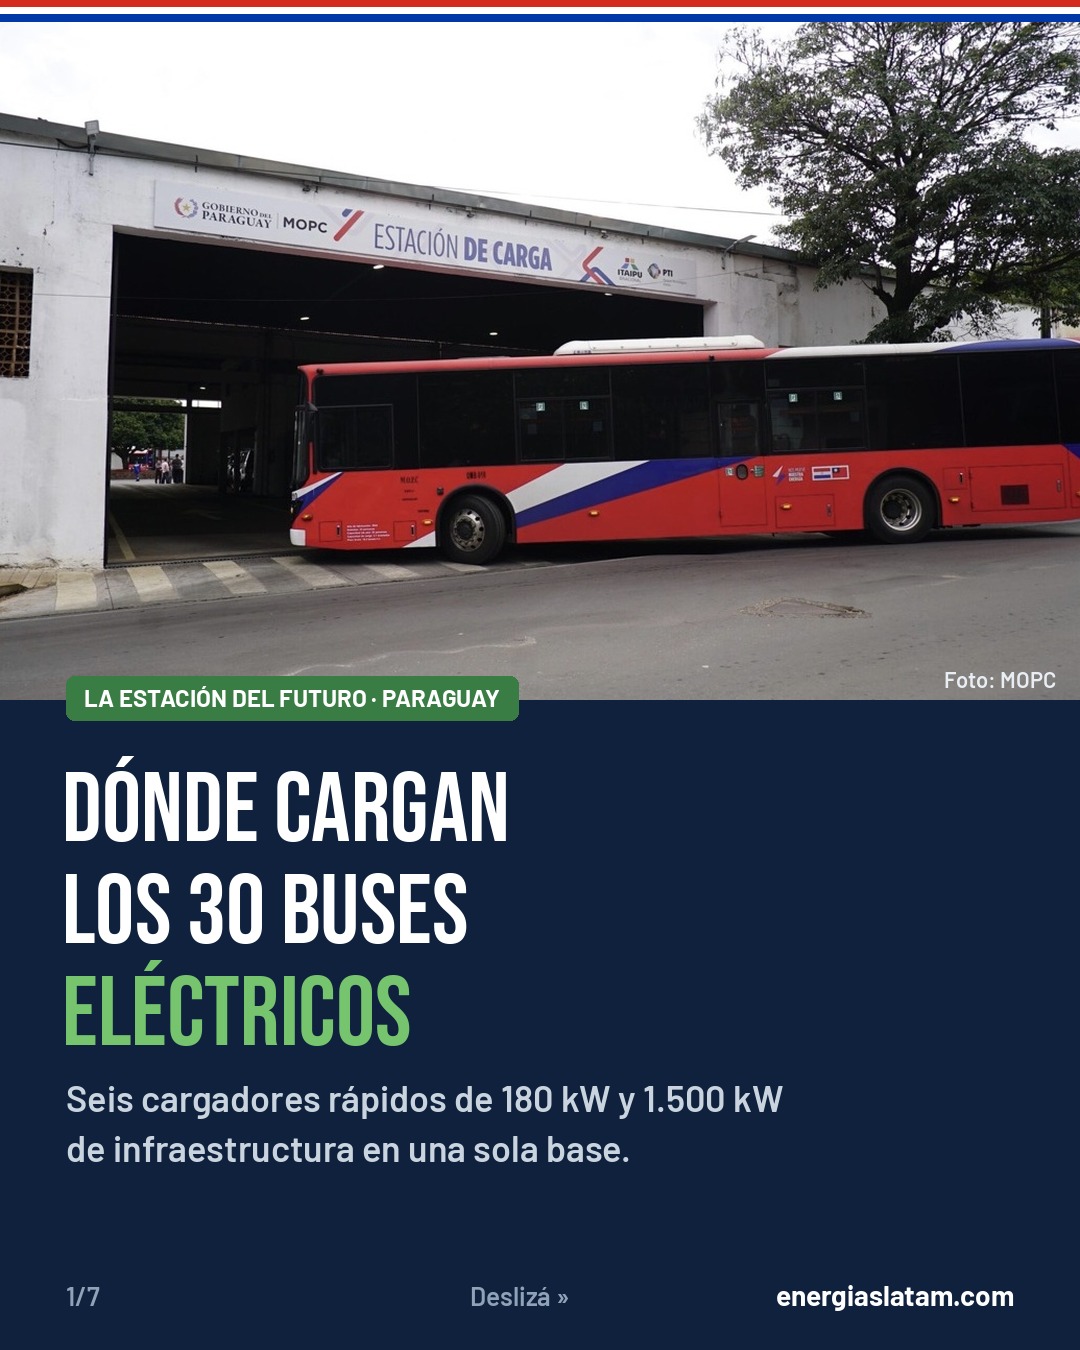 GOBIERNO DEL
PARAGUAY
MOPC
ESTACIÓN DE CARGA
ITAIPU
PTI
Foto: MOPC
LA ESTACIÓN DEL FUTURO · PARAGUAY
DÓNDE CARGAN
LOS 30 BUSES
ELÉCTRICOS
Seis cargadores rápidos de 180 kW y 1.500 kW
de infraestructura en una sola base.
1/7
Deslizá »
energiaslatam.com